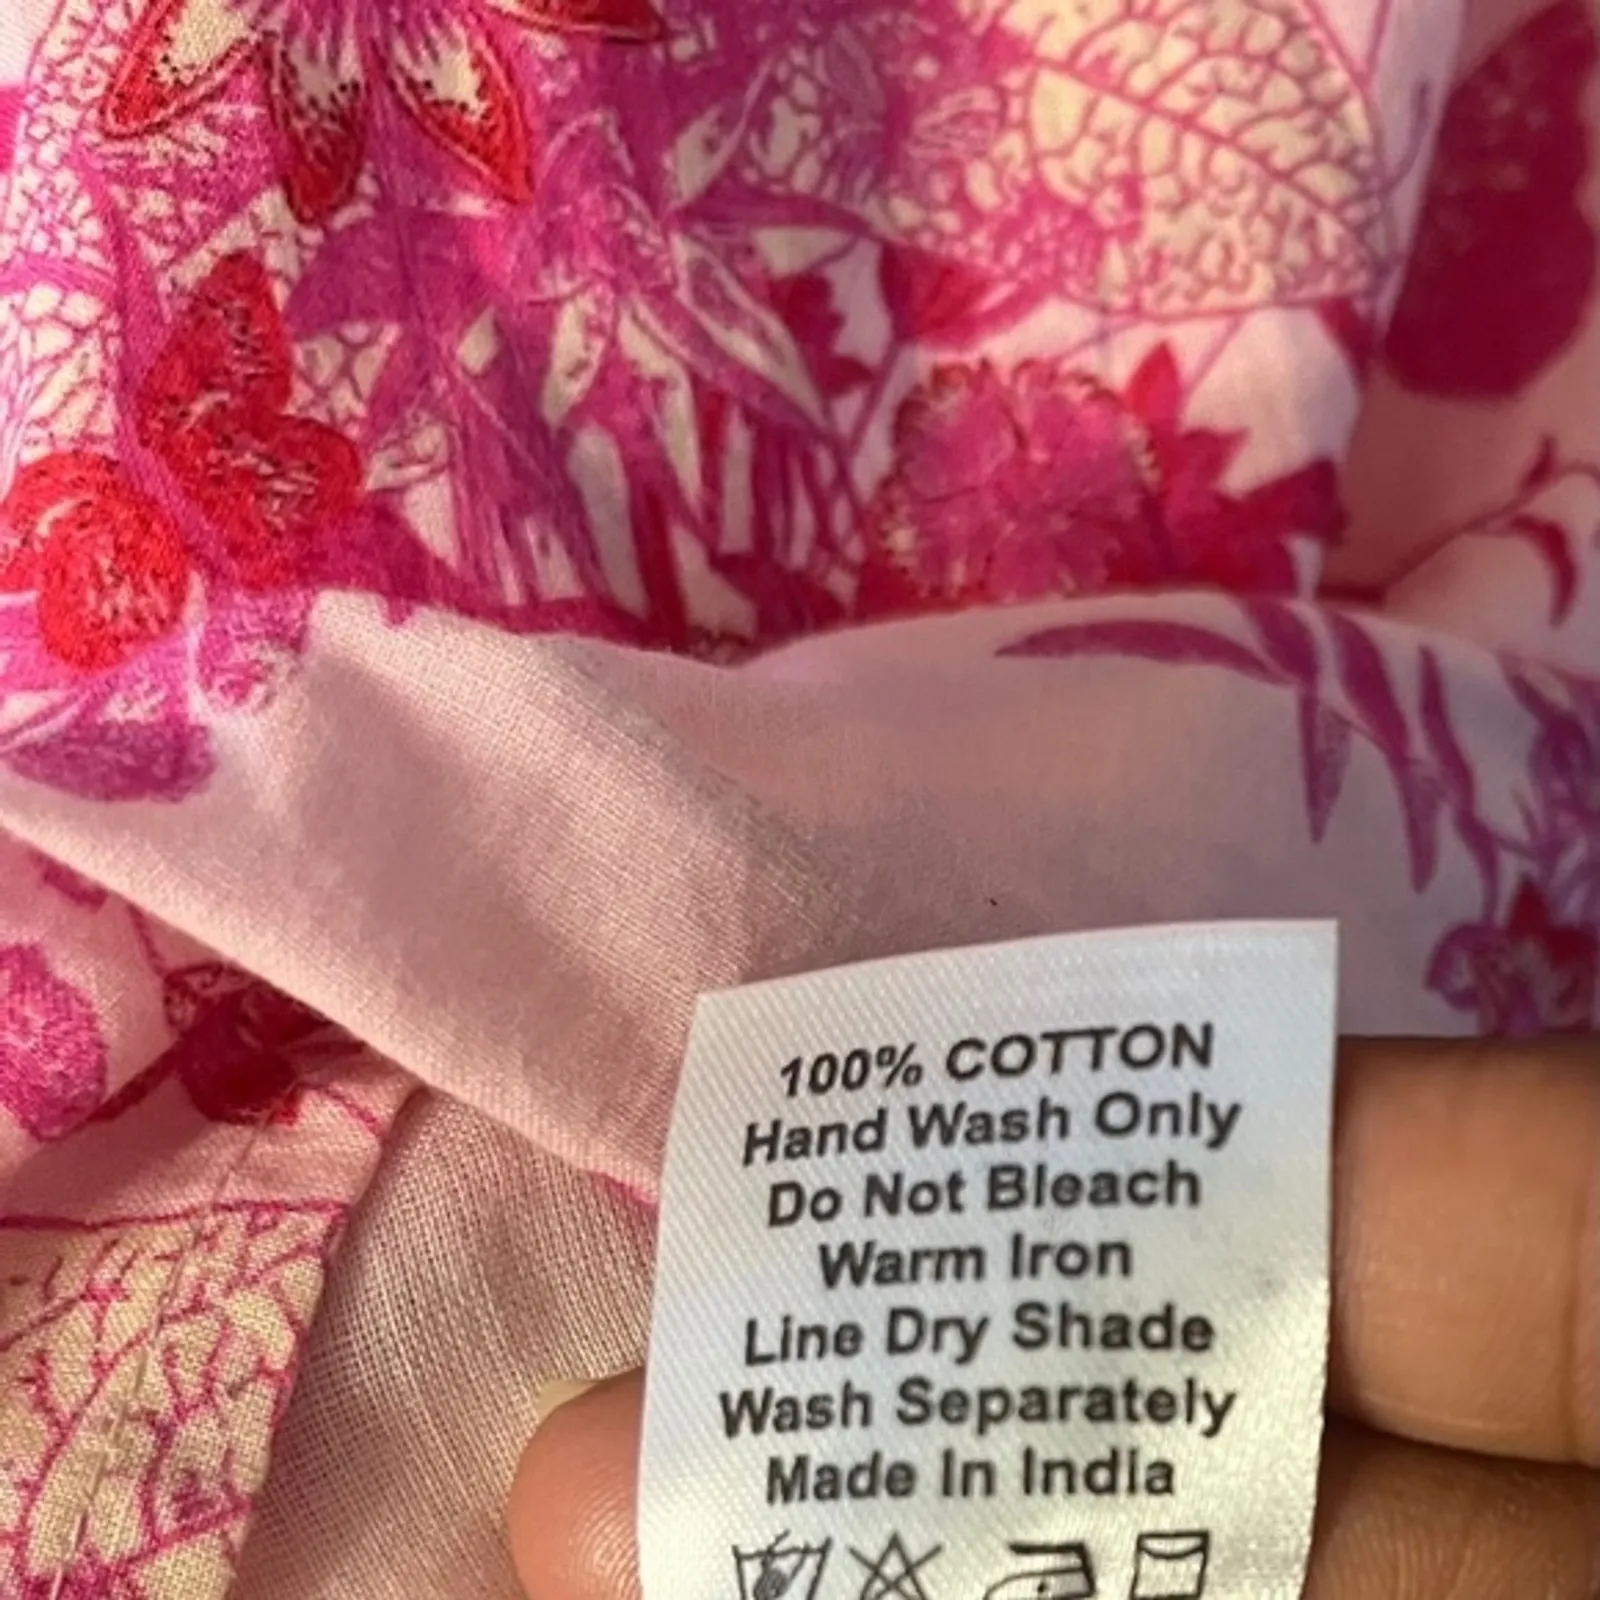 100% COTTON
Hand Wash Only
Do Not Bleach
Warm Iron
Line Dry Shade
Wash Separately
Made In India